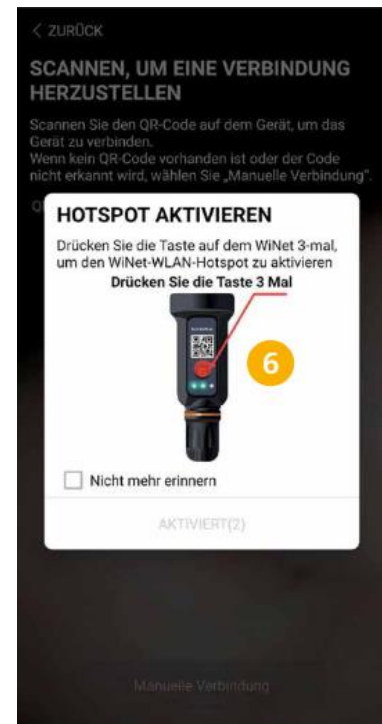 < ZURÜCK
SCANNEN, UM EINE VERBINDUNG
HERZUSTELLEN
Scannen Sie den QR-Code auf dem Gerät, um das
Gerät zu verbinden.
Wenn kein QR-Code vorhanden ist oder der Code
nicht erkannt wird, wählen Sie „Manuelle Verbindung".
HOTSPOT AKTIVIEREN
Drücken Sie die Taste auf dem WiNet 3-mal,
um den WiNet-WLAN-Hotspot zu aktivieren
Drücken Sie die Taste 3 Mal
6
Nicht mehr erinnern
AKTIVIERT(2)
Manuelle Verbindung